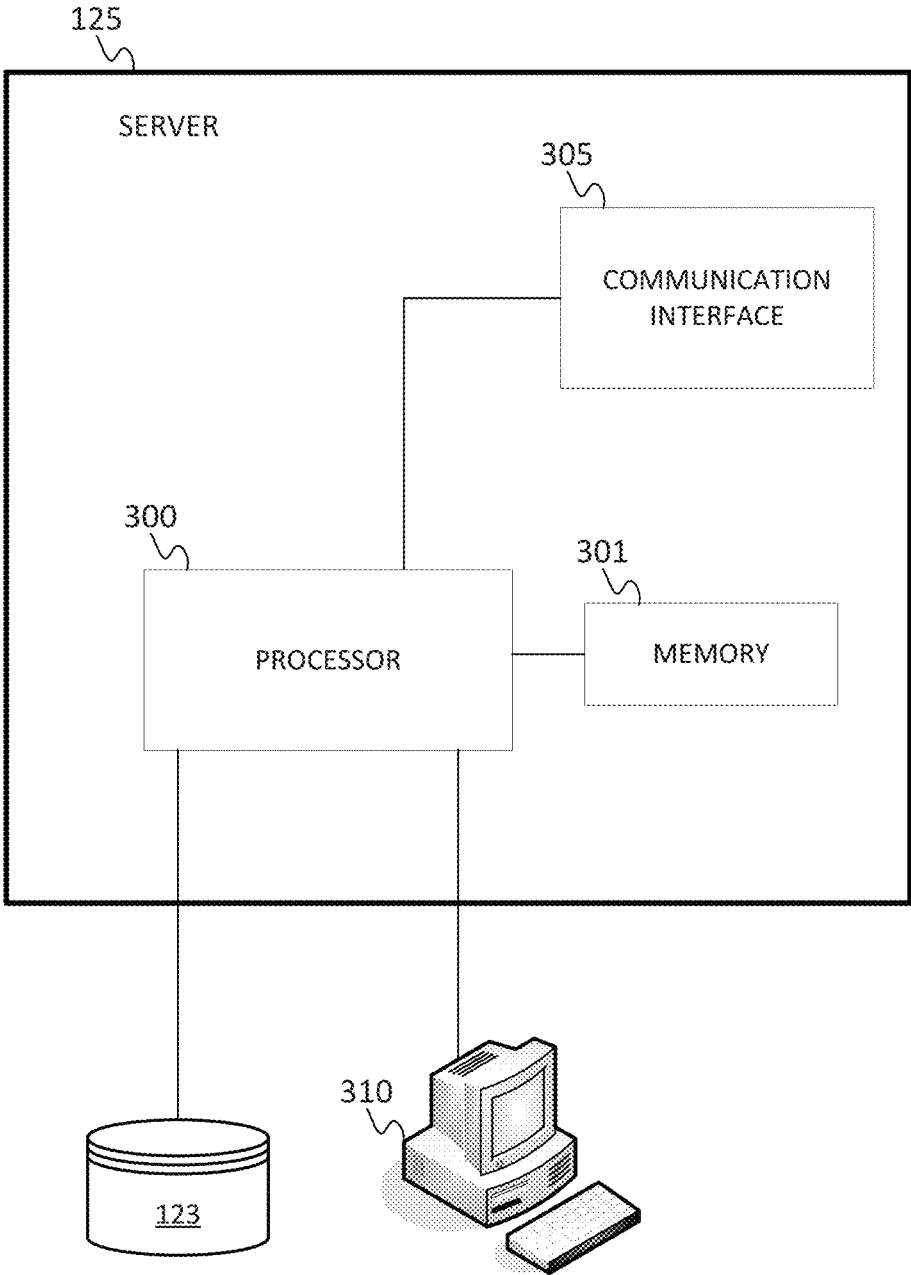 125
SERVER
305
COMMUNICATION
INTERFACE
300
301
PROCESSOR
MEMORY
310
123